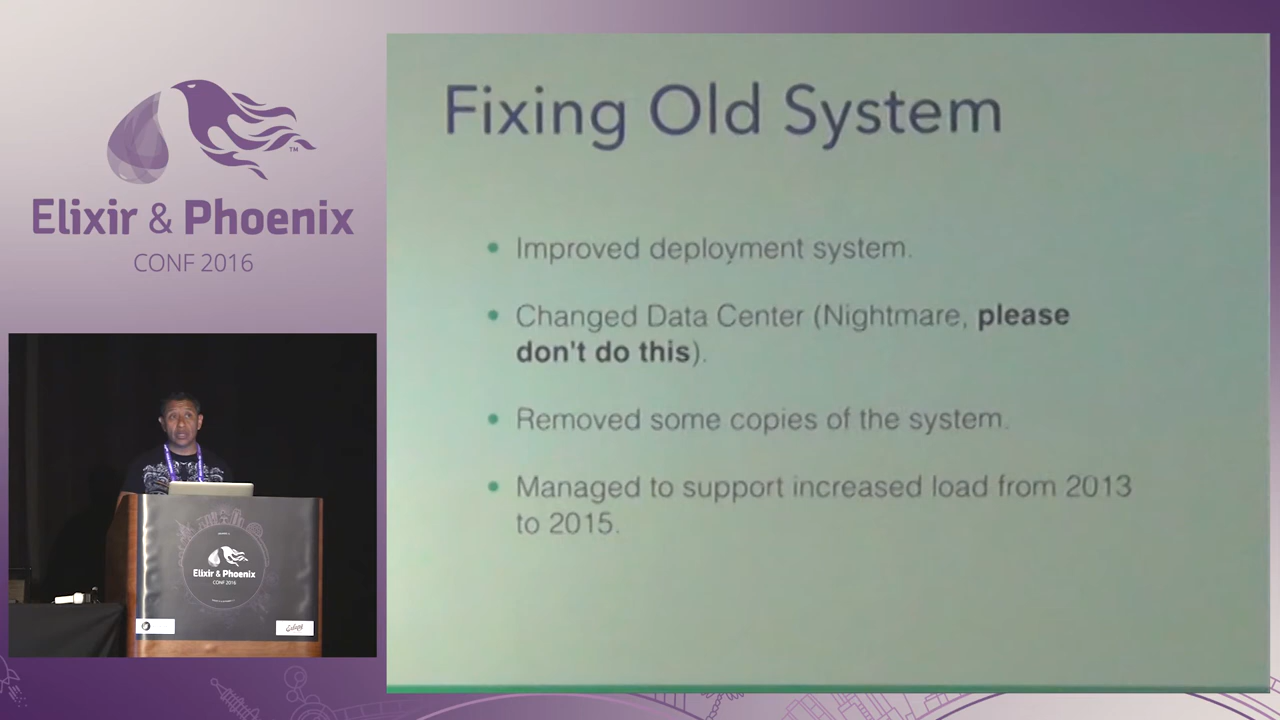 Elixir & Phoenix
CONF 2016
TM
Fixing Old System
• Improved deployment system.
• Changed Data Center (Nightmare, please
don't do this).
• Removed some copies of the system.
• Managed to support increased load from 2013
to 2015.
Elixir & Phoenix
CONF 2016